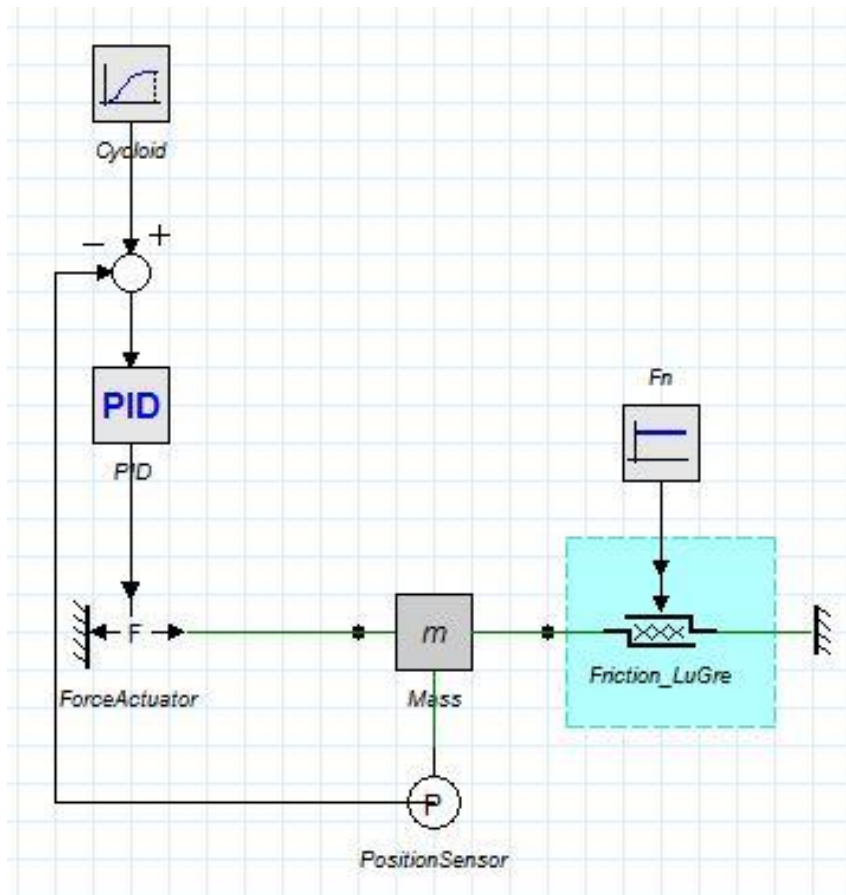 Cycloid
− +
PID
PID
Fn
F
m
ForceActuator
Mass
Friction_LuGre
P
PositionSensor